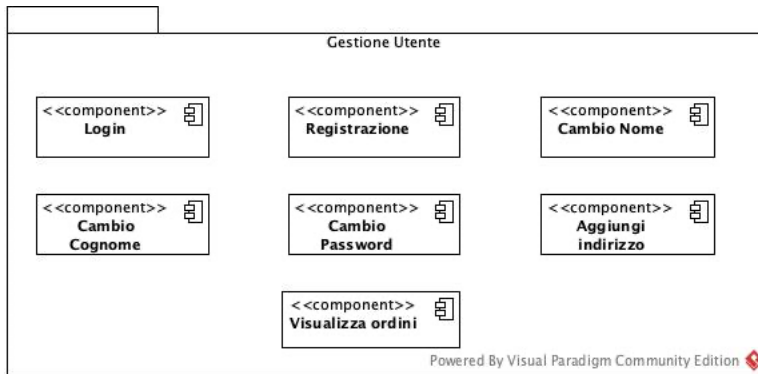 Gestione Utente
<<component>>
Login
<<component>>
Registrazione
<<component>>
Cambio Nome
<<component>>
Cambio
Cognome
<<component>>
Cambio
Password
<<component>>
Aggiungi
indirizzo
<<component>>
Visualizza ordini
Powered By Visual Paradigm Community Edition